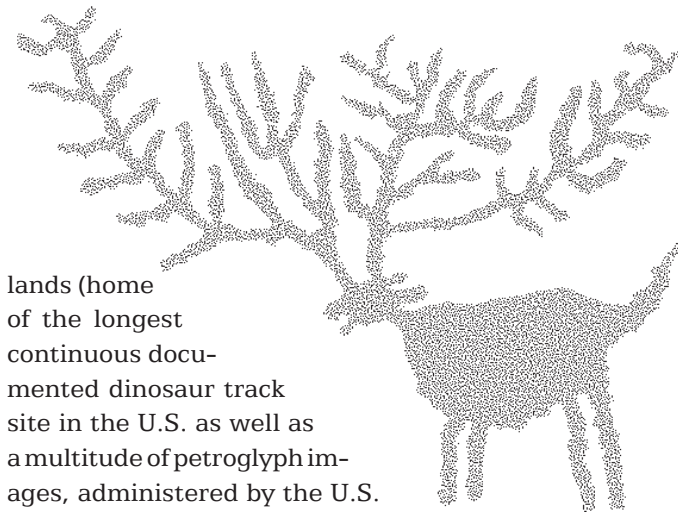 lands (home
of the longest
continuous docu-
mented dinosaur track
site in the U.S. as well as
a multitude of petroglyph im-
ages, administered by the U.S.